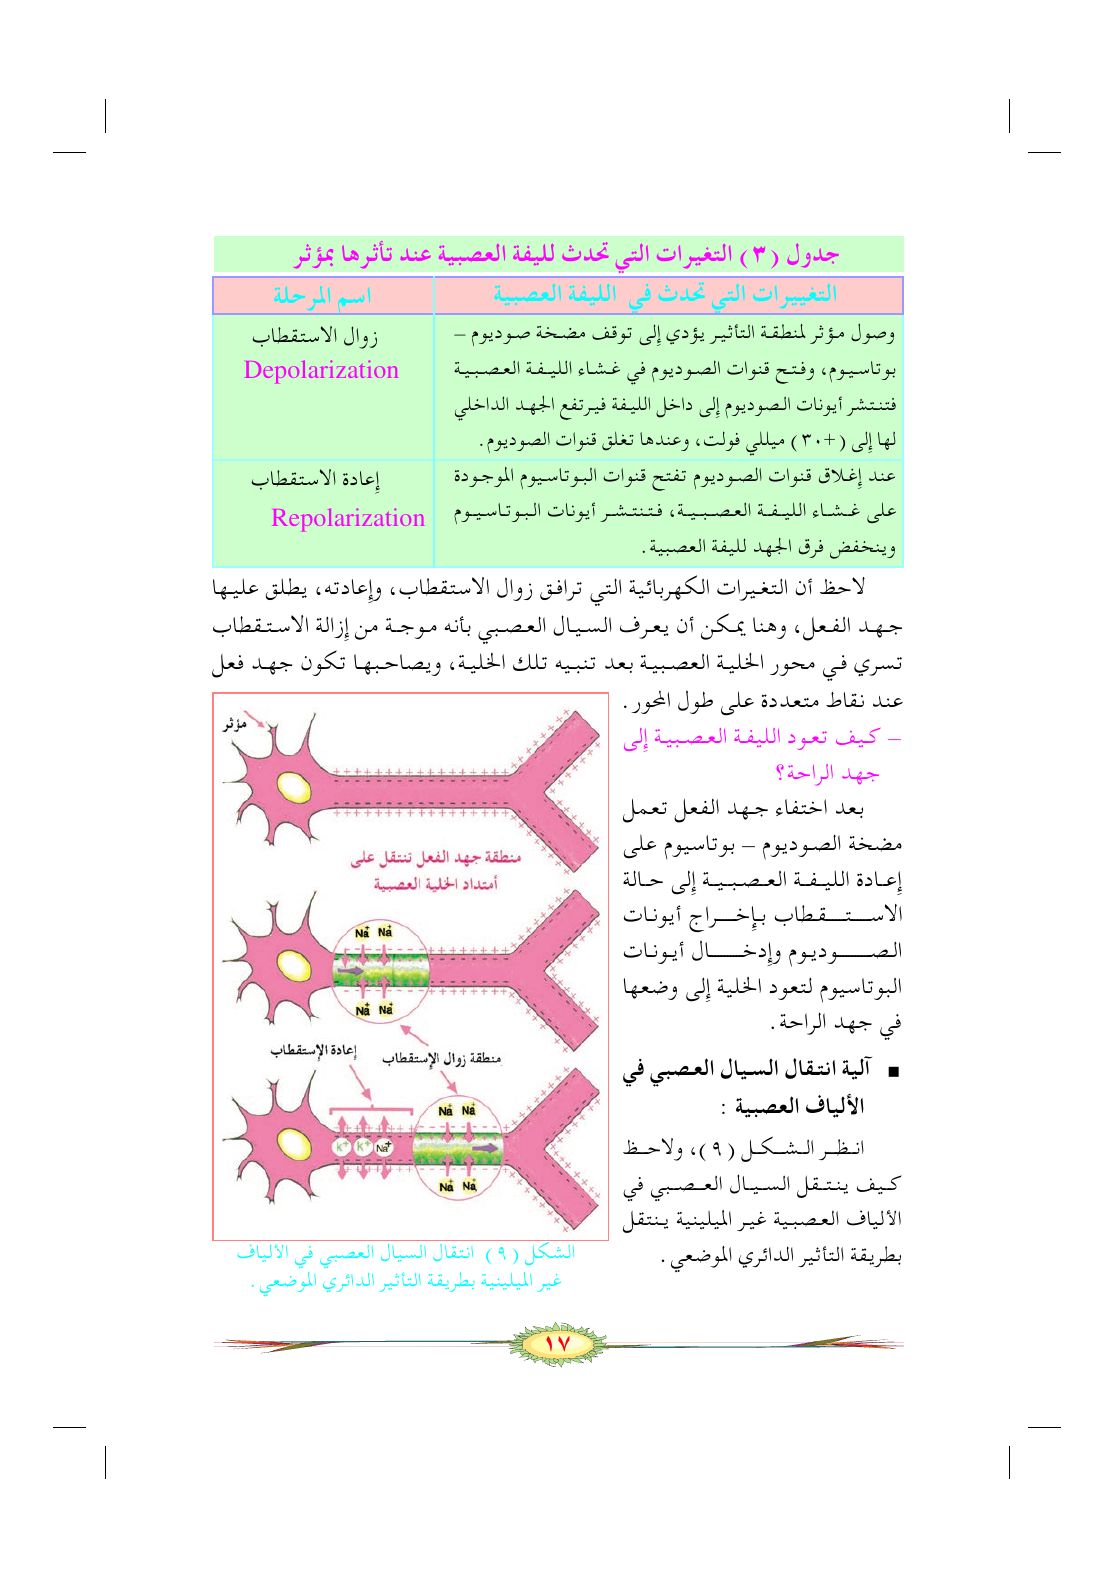 جدول (٣) التغيرات التي تحدث لليفة العصبية عند تأثرها بمؤثر
التغييرات التي تحدث في الليفة العصبية
اسم المرحلة
وصول مؤثر لمنطقة التأثير يؤدي إلى توقف مضخة صوديوم –
بوتاسيوم، وفتح قنوات الصوديوم في غشاء الليفة العصبية
فتنتشر أيونات الصوديوم إلى داخل الليفة فيرتفع الجهد الداخلي
لها إلى (+٣٠) ميللي فولت، وعندها تغلق قنوات الصوديوم.
زوال الاستقطاب
Depolarization
عند إغلاق قنوات الصوديوم تفتح قنوات البوتاسيوم الموجودة
على غشاء الليفة العصبية، فتنتشر أيونات البوتاسيوم
وينخفض فرق الجهد لليفة العصبية.
إعادة الاستقطاب
Repolarization
لاحظ أن التغيرات الكهربائية التي ترافق زوال الاستقطاب، وإعادته، يطلق عليها
جهد الفعل، وهنا يمكن أن يعرف السيال العصبي بأنه موجة من إزالة الاستقطاب
تسري في محور الخلية العصبية بعد تنبيه تلك الخلية، ويصاحبها تكون جهد فعل
عند نقاط متعددة على طول المحور.
– كيف تعود الليفة العصبية إلى
جهد الراحة؟
بعد اختفاء جهد الفعل تعمل
مضخة الصوديوم – بوتاسيوم على
إعادة الليفة العصبية إلى حالة
الاستقطاب بإخراج أيونات
الصوديوم وإدخال أيونات
البوتاسيوم لتعود الخلية إلى وضعها
في جهد الراحة.
■ آلية انتقال السيال العصبي في
الألياف العصبية :
انظر الشكل (٩)، ولاحظ
كيف ينتقل السيال العصبي في
الألياف العصبية غير الميلينية ينتقل
بطريقة التأثير الدائري الموضعي.
مؤثر
منطقة جهد الفعل تنتقل على
أمتداد الخلية العصبية
Na+ Na+
Na+ Na+
إعادة الإستقطاب
منطقة زوال الإستقطاب
Na+ Na+
K+ K+ Na+
Na+ Na+
الشكل (٩) انتقال السيال العصبي في الألياف
غير الميلينية بطريقة التأثير الدائري الموضعي.
١٧